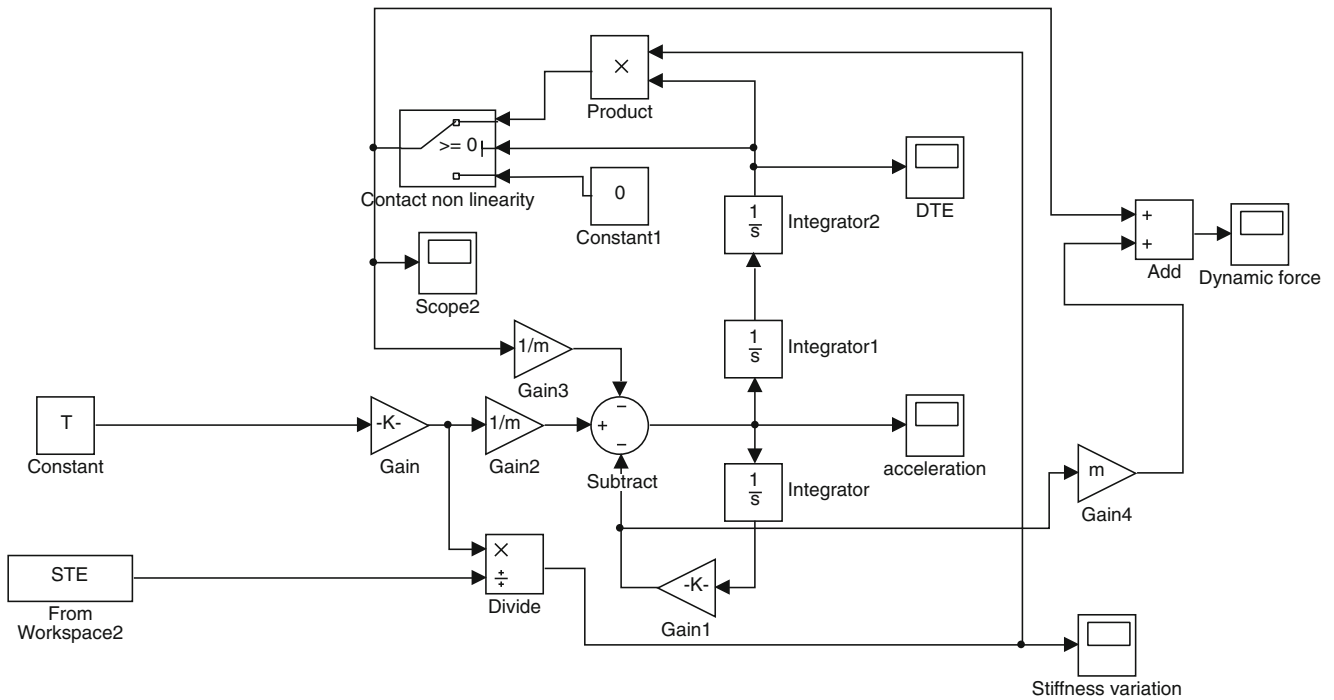 ×
Product
>= 0
Contact non linearity
0
Constant1
1
s
Integrator2
DTE
+
+
Add
Dynamic force
Scope2
1
s
Integrator1
1/m
Gain3
T
Constant
-K-
Gain
1/m
Gain2
−
+
−
Subtract
acceleration
1
s
Integrator
m
Gain4
STE
From
Workspace2
×
÷
Divide
-K-
Gain1
Stiffness variation